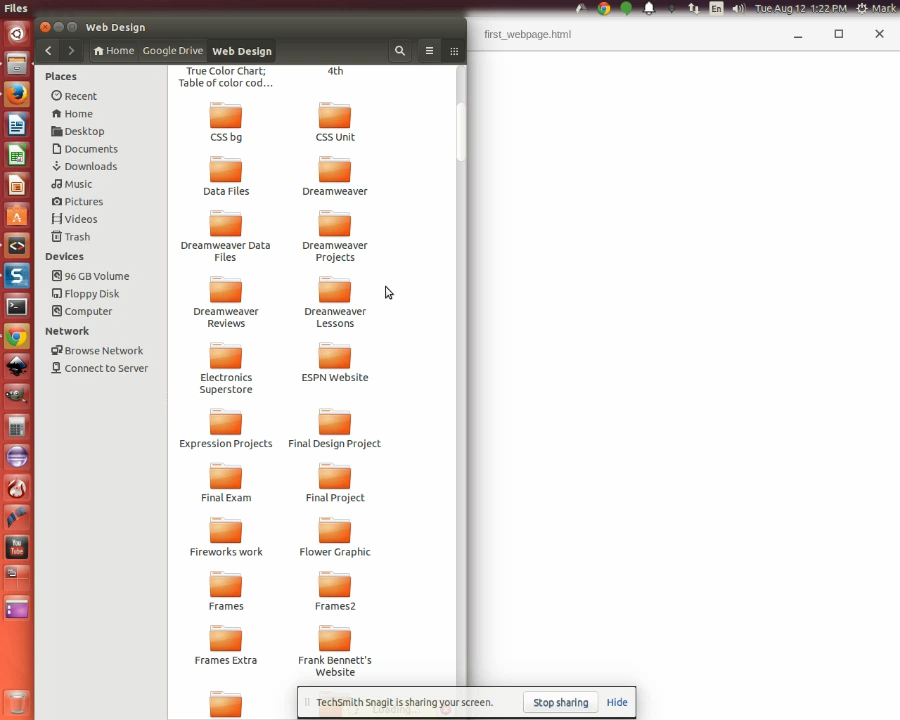 Files
En
Tue Aug 12, 1:22 PM
Mark
Web Design
first_webpage.html
Home
Google Drive
Web Design
Places
Recent
Home
Desktop
Documents
Downloads
Music
Pictures
Videos
Trash
Devices
96 GB Volume
Floppy Disk
Computer
Network
Browse Network
Connect to Server
True Color Chart;
Table of color cod...
4th
CSS bg
CSS Unit
Data Files
Dreamweaver
Dreamweaver Data
Files
Dreamweaver
Projects
Dreamweaver
Reviews
Dreanweaver
Lessons
Electronics
Superstore
ESPN Website
Expression Projects
Final Design Project
Final Exam
Final Project
Fireworks work
Flower Graphic
Frames
Frames2
Frames Extra
Frank Bennett's
Website
TechSmith Snagit is sharing your screen.
Stop sharing
Hide
Loading...
You
Tube